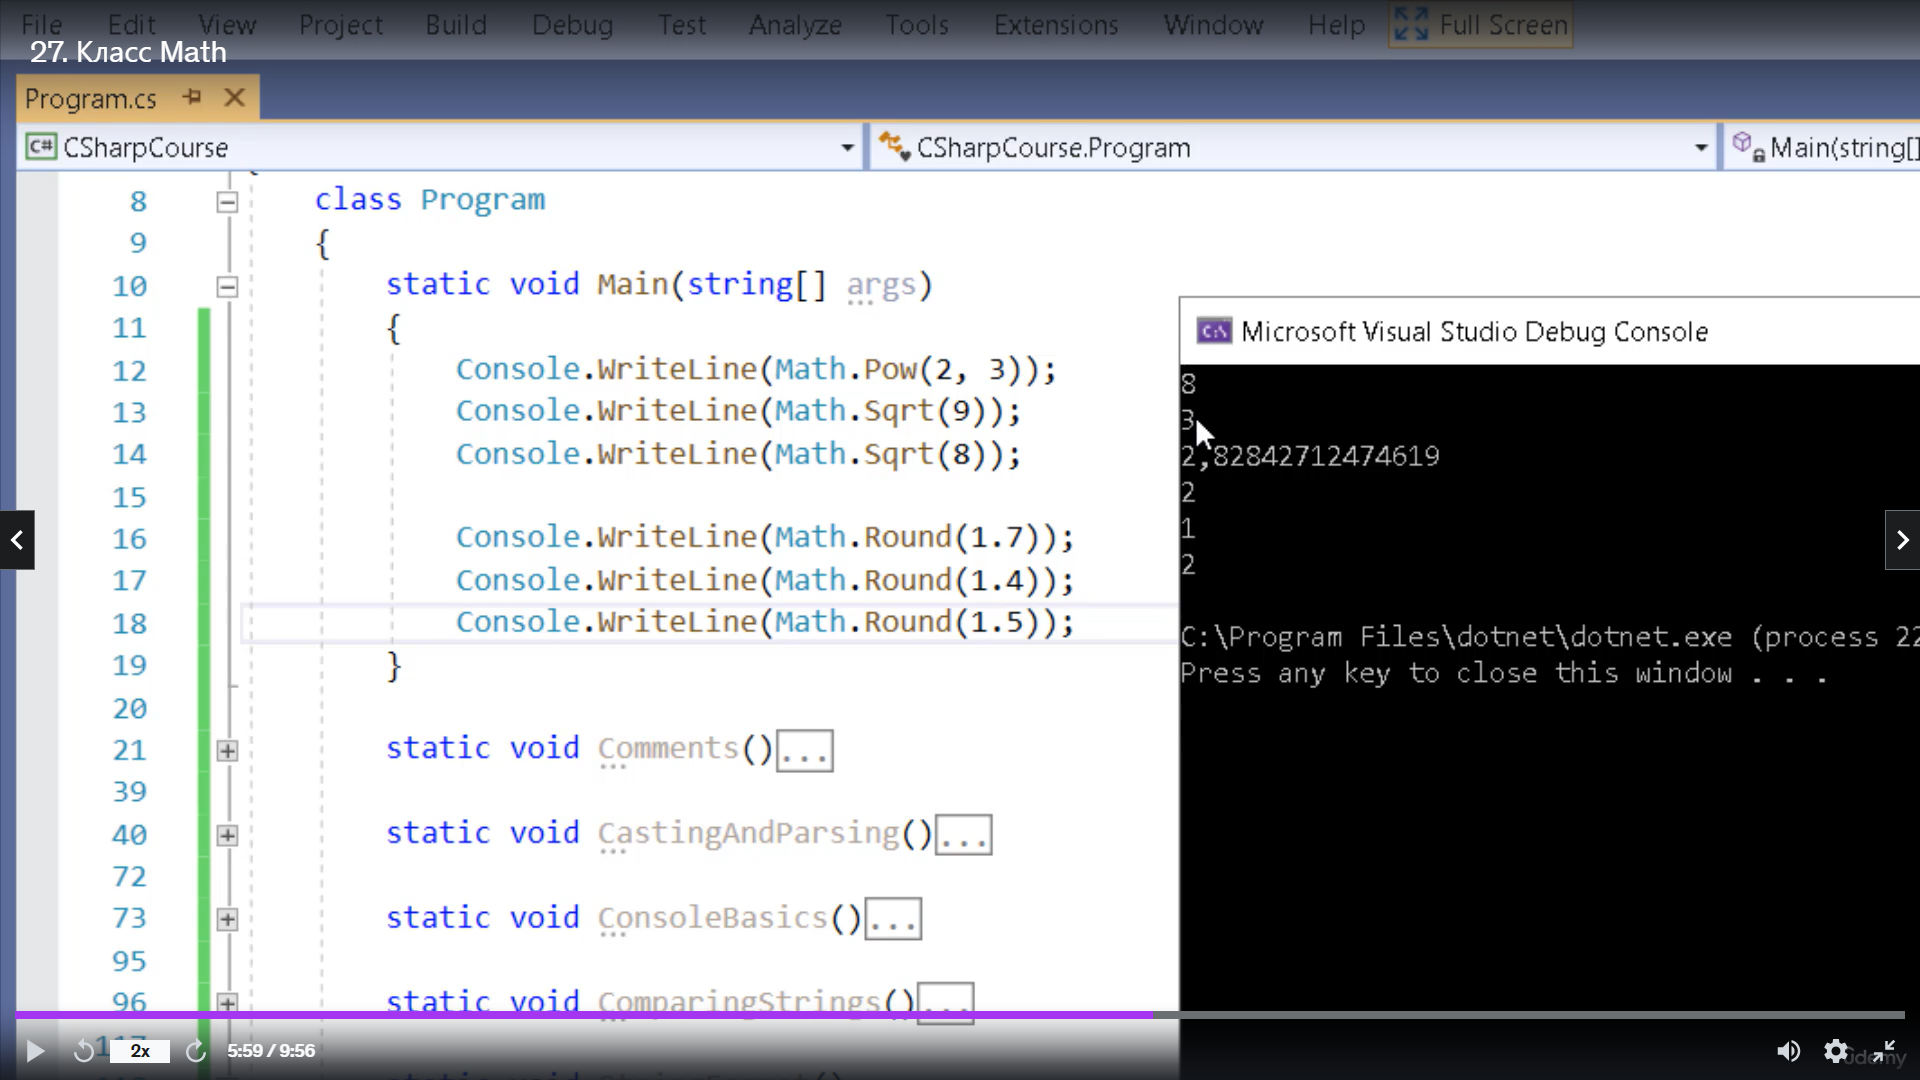 File Edit View Project Build Debug Test Analyze Tools Extensions Window Help Full Screen
27. Класс Math
Program.cs
C# CSharpCourse CSharpCourse.Program Main(string[]
8 class Program
9 {
10 static void Main(string[] args)
11 {
12 Console.WriteLine(Math.Pow(2, 3));
13 Console.WriteLine(Math.Sqrt(9));
14 Console.WriteLine(Math.Sqrt(8));
15
16 Console.WriteLine(Math.Round(1.7));
17 Console.WriteLine(Math.Round(1.4));
18 Console.WriteLine(Math.Round(1.5));
19 }
20
21 static void Comments()...
39
40 static void CastingAndParsing()...
72
73 static void ConsoleBasics()...
95
96 static void ComparingStrings()...
117
C:\ Microsoft Visual Studio Debug Console
8
3
2,82842712474619
2
1
2
C:\Program Files\dotnet\dotnet.exe (process 22
Press any key to close this window . . .
2x 5:59 / 9:56
udemy